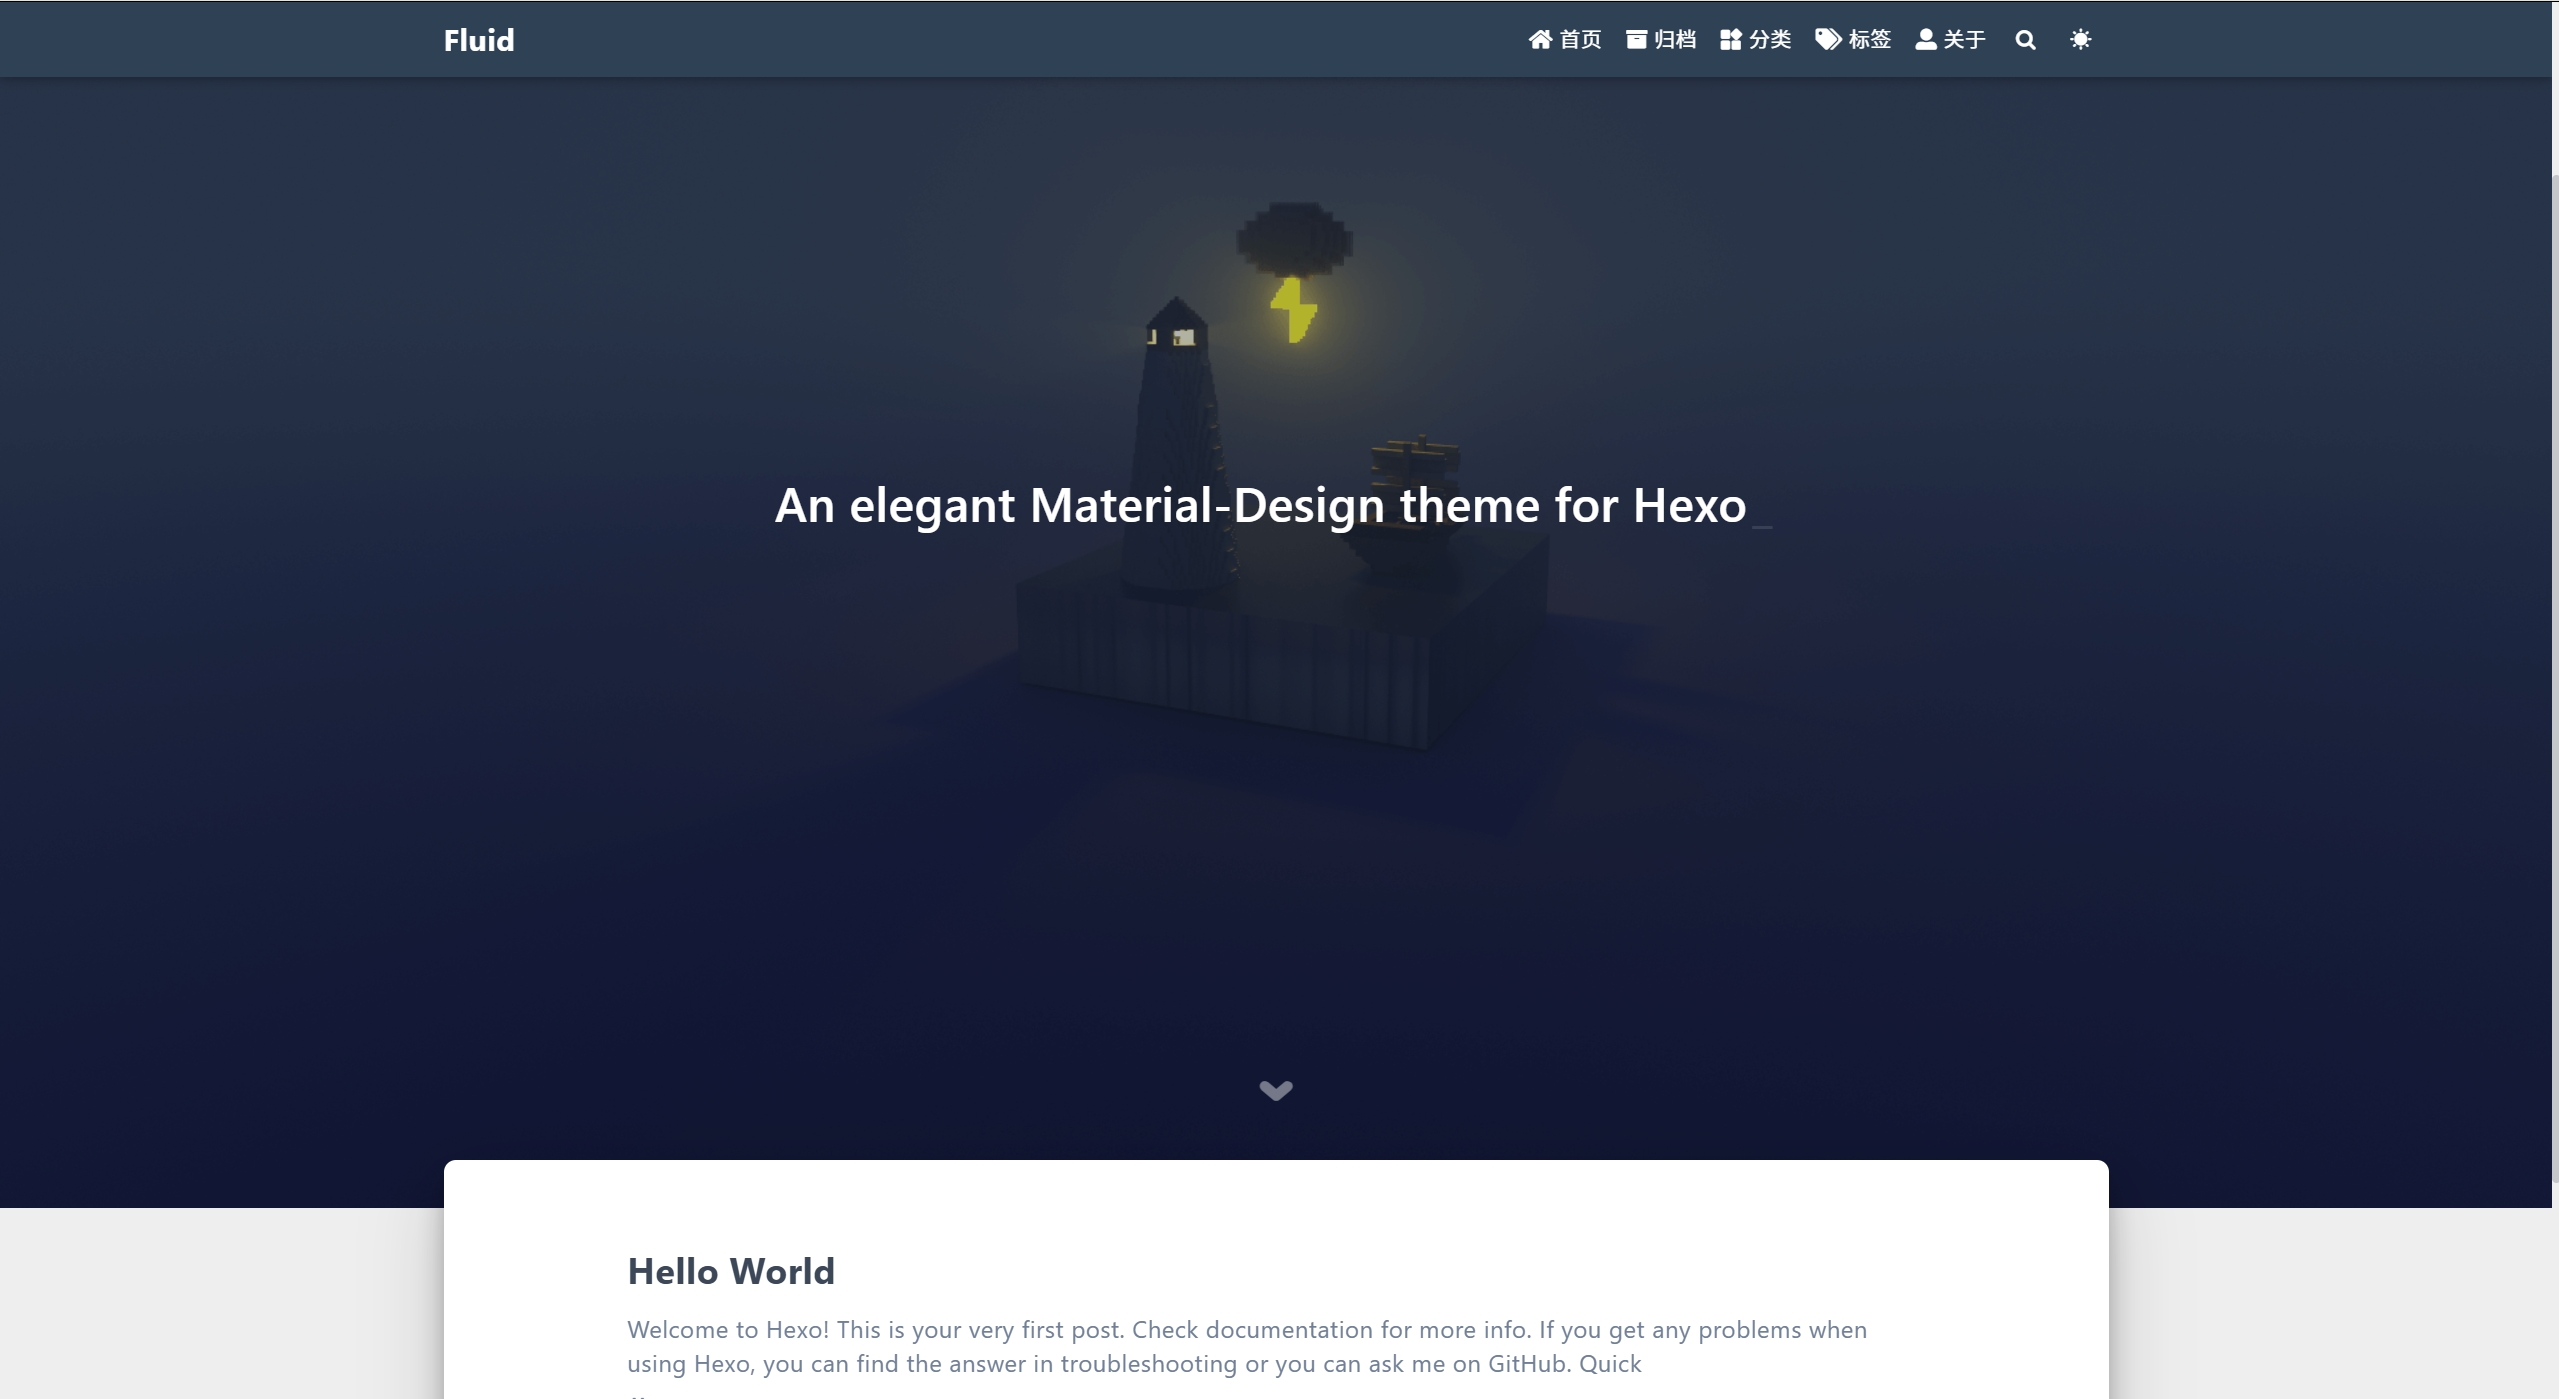 Fluid
首页 归档 分类 标签 关于
An elegant Material-Design theme for Hexo_
Hello World
Welcome to Hexo! This is your very first post. Check documentation for more info. If you get any problems when
using Hexo, you can find the answer in troubleshooting or you can ask me on GitHub. Quick